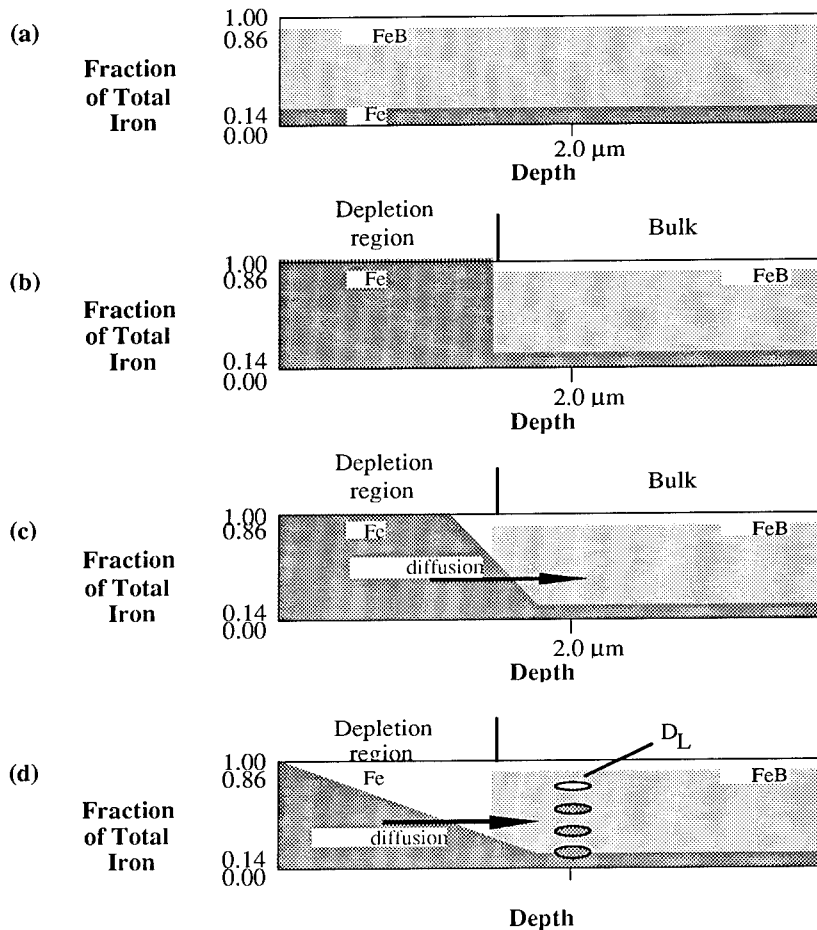 (a)
Fraction
of Total
Iron
1.00
0.86
0.14
0.00
FeB
Fe
2.0 μm
Depth
(b)
Depletion
region
Bulk
Fraction
of Total
Iron
1.00
0.86
0.14
0.00
Fe
FeB
2.0 μm
Depth
(c)
Depletion
region
Bulk
Fraction
of Total
Iron
1.00
0.86
0.14
0.00
Fe
FeB
diffusion
2.0 μm
Depth
(d)
Depletion
region
D_L
Fraction
of Total
Iron
1.00
0.86
0.14
0.00
Fe
FeB
diffusion
Depth